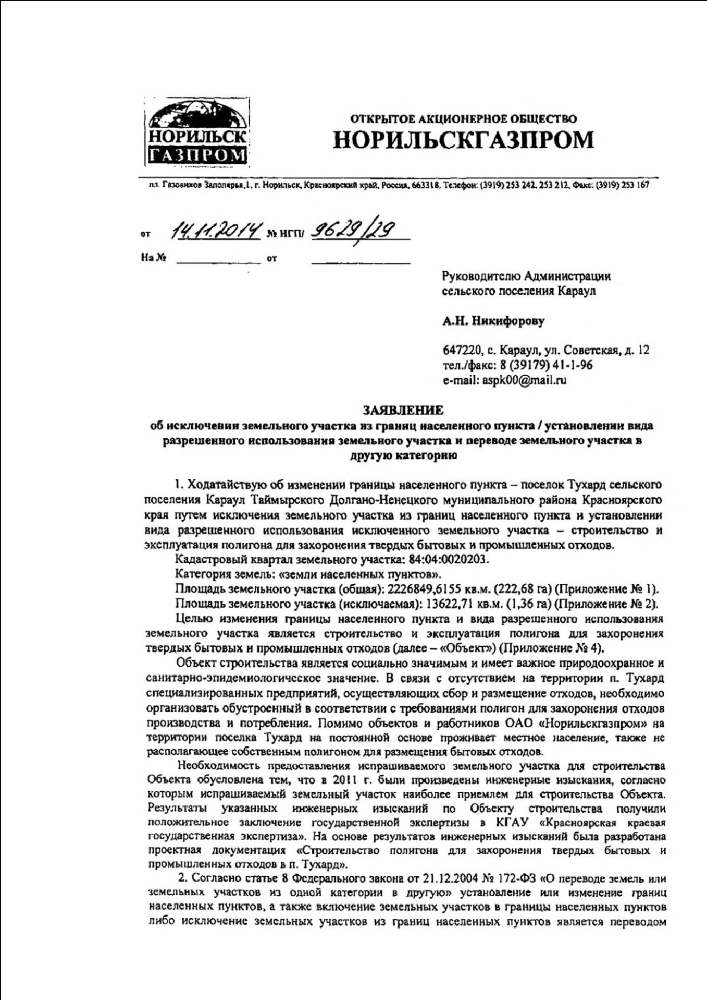 НОРИЛЬСК
ГАЗПРОМ
ОТКРЫТОЕ АКЦИОНЕРНОЕ ОБЩЕСТВО
НОРИЛЬСКГАЗПРОМ
пл. Газовиков Заполярья,1, г. Норильск, Красноярский край, Россия, 663318. Телефон: (3919) 253 242, 253 212, Факс: (3919) 253 167
от 14.11.2014 № НГП/ 9629/29
На № от
Руководителю Администрации
сельского поселения Караул
А.Н. Никифорову
647220, с. Караул, ул. Советская, д. 12
тел./факс: 8 (39179) 41-1-96
e-mail: aspk00@mail.ru
ЗАЯВЛЕНИЕ
об исключении земельного участка из границ населенного пункта / установлении вида
разрешенного использования земельного участка и переводе земельного участка в
другую категорию
1. Ходатайствую об изменении границы населенного пункта – поселок Тухард сельского
поселения Караул Таймырского Долгано-Ненецкого муниципального района Красноярского
края путем исключения земельного участка из границ населенного пункта и установлении
вида разрешенного использования исключенного земельного участка – строительство и
эксплуатация полигона для захоронения твердых бытовых и промышленных отходов.
Кадастровый квартал земельного участка: 84:04:0020203.
Категория земель: «земли населенных пунктов».
Площадь земельного участка (общая): 2226849,6155 кв.м. (222,68 га) (Приложение № 1).
Площадь земельного участка (исключаемая): 13622,71 кв.м. (1,36 га) (Приложение № 2).
Целью изменения границы населенного пункта и вида разрешенного использования
земельного участка является строительство и эксплуатация полигона для захоронения
твердых бытовых и промышленных отходов (далее – «Объект») (Приложение № 4).
Объект строительства является социально значимым и имеет важное природоохранное и
санитарно-эпидемиологическое значение. В связи с отсутствием на территории п. Тухард
специализированных предприятий, осуществляющих сбор и размещение отходов, необходимо
организовать обустроенный в соответствии с требованиями полигон для захоронения отходов
производства и потребления. Помимо объектов и работников ОАО «Норильскгазпром» на
территории поселка Тухард на постоянной основе проживает местное население, также не
располагающее собственным полигоном для размещения бытовых отходов.
Необходимость предоставления испрашиваемого земельного участка для строительства
Объекта обусловлена тем, что в 2011 г. были произведены инженерные изыскания, согласно
которым испрашиваемый земельный участок наиболее приемлем для строительства Объекта.
Результаты указанных инженерных изысканий по Объекту строительства получили
положительное заключение государственной экспертизы в КГАУ «Красноярская краевая
государственная экспертиза». На основе результатов инженерных изысканий была разработана
проектная документация «Строительство полигона для захоронения твердых бытовых и
промышленных отходов в п. Тухард».
2. Согласно статье 8 Федерального закона от 21.12.2004 № 172-ФЗ «О переводе земель или
земельных участков из одной категории в другую» установление или изменение границ
населенных пунктов, а также включение земельных участков в границы населенных пунктов
либо исключение земельных участков из границ населенных пунктов является переводом